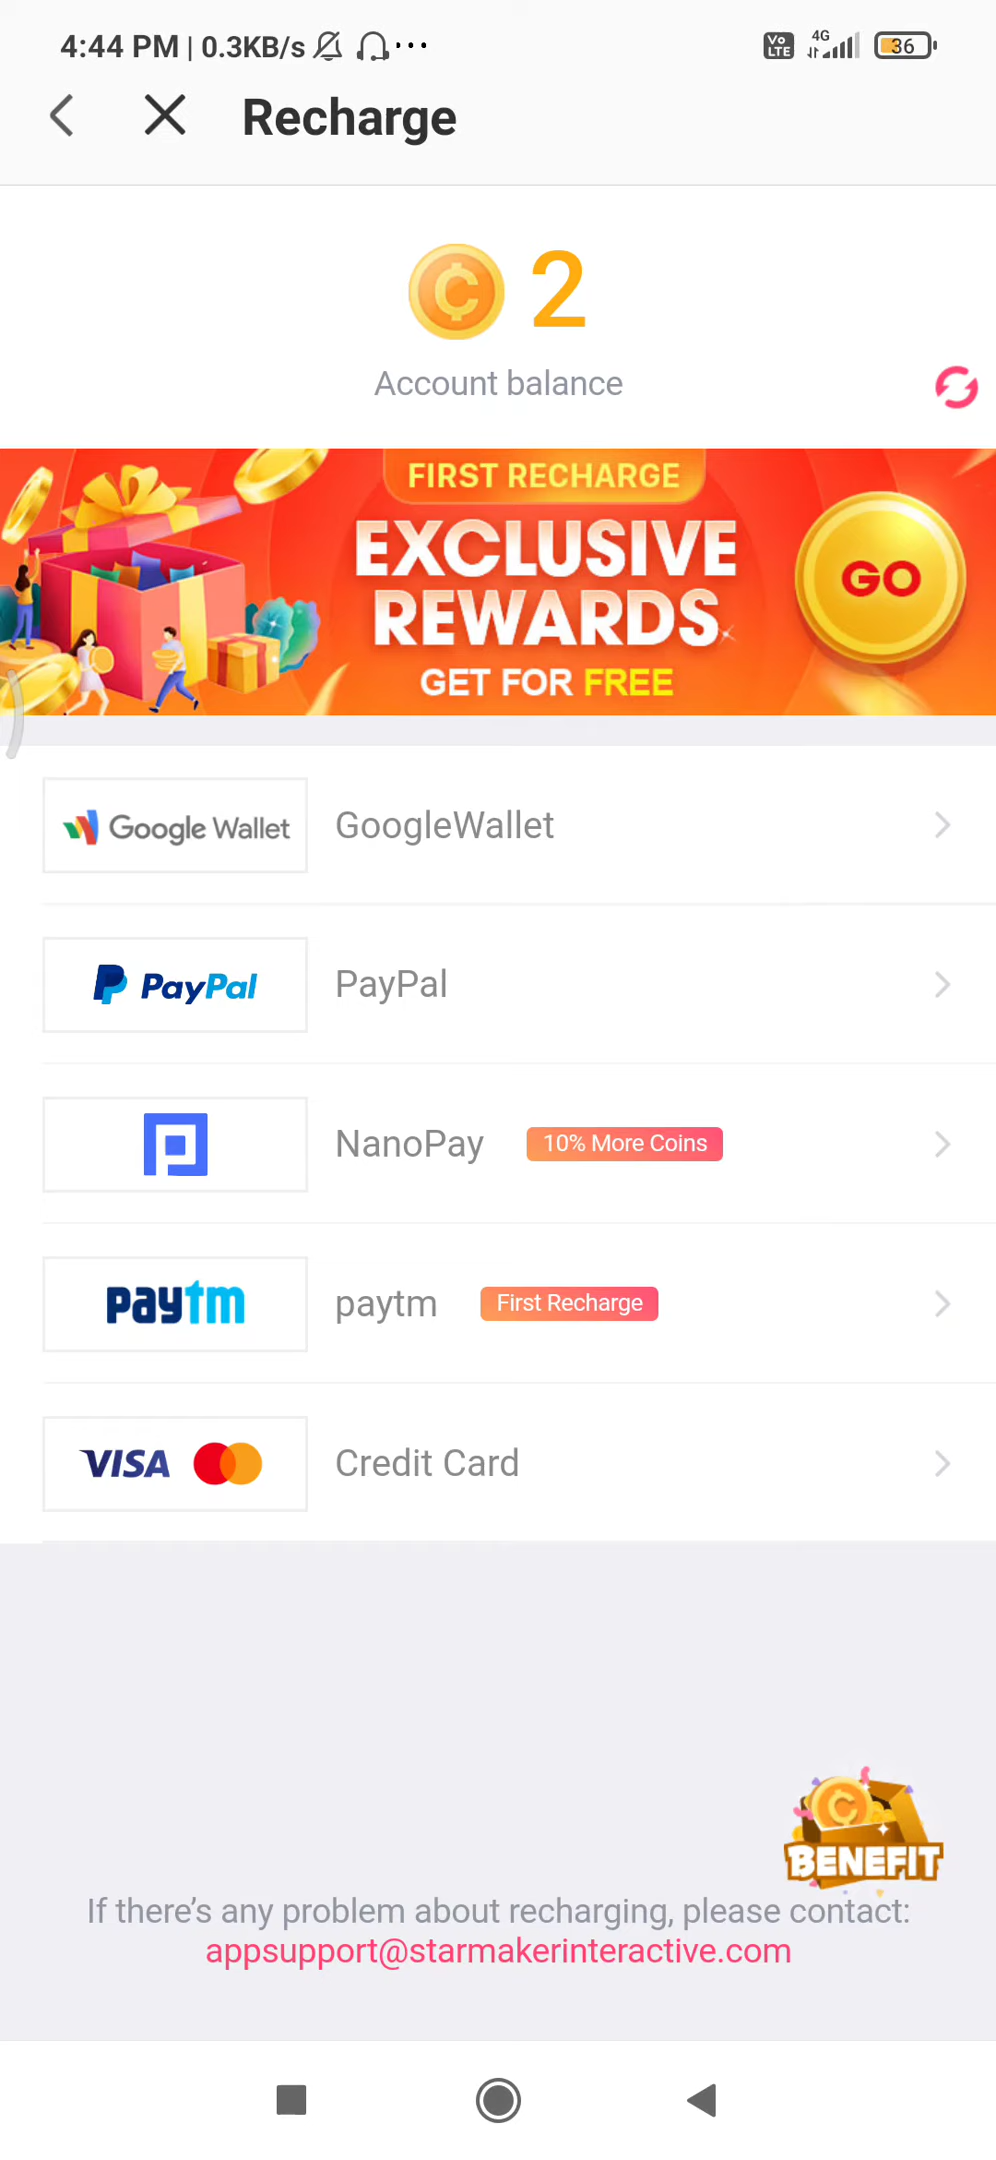 4:44 PM | 0.3KB/s ...
Vo LTE 4G 36
Recharge
¢ 2
Account balance
FIRST RECHARGE
EXCLUSIVE
REWARDS
GET FOR FREE
GO
Google Wallet GoogleWallet
PayPal PayPal
NanoPay 10% More Coins
paytm paytm First Recharge
VISA Credit Card
BENEFIT
If there’s any problem about recharging, please contact:
appsupport@starmakerinteractive.com